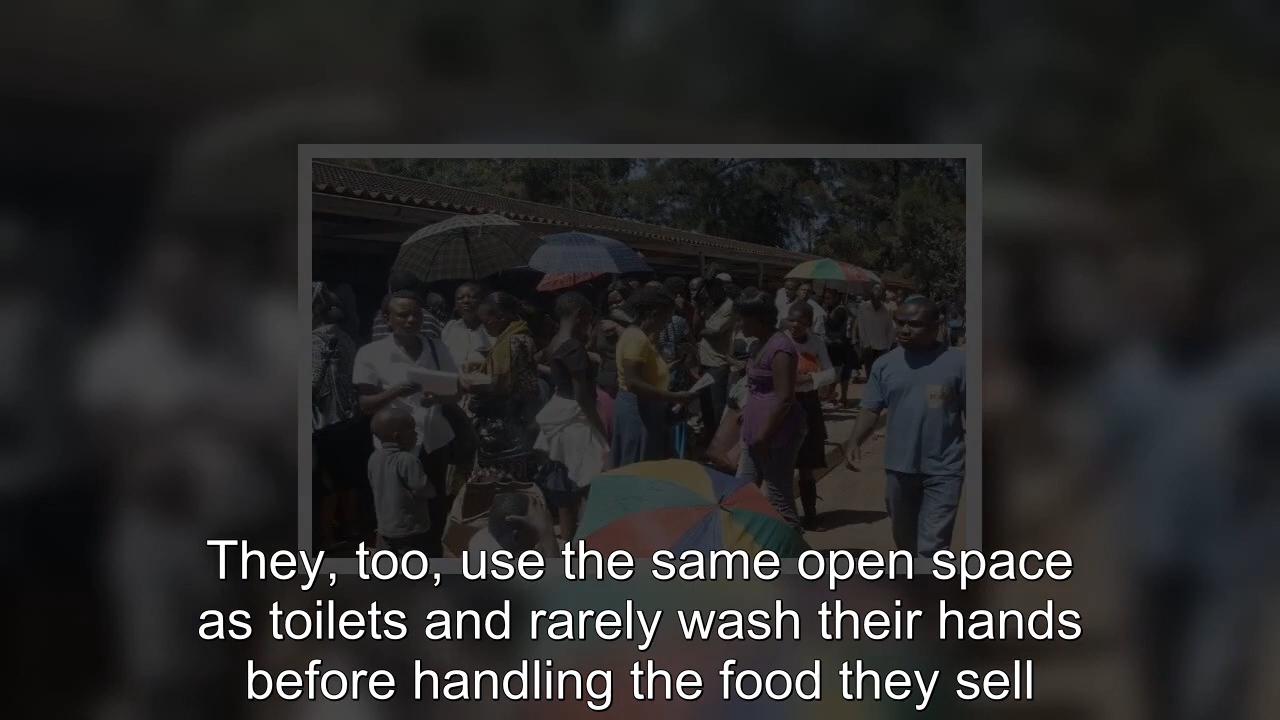 They, too, use the same open space
as toilets and rarely wash their hands
before handling the food they sell